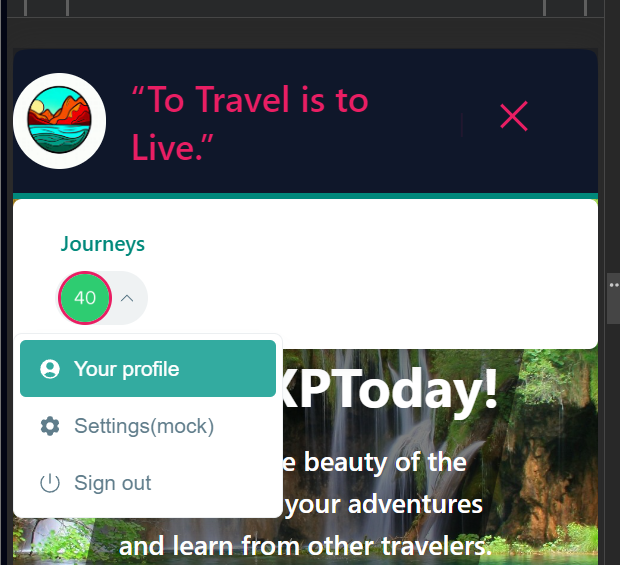 “To Travel is to
Live.”
Journeys
40
Your profile
Settings(mock)
Sign out
XPToday!
beauty of the
your adventures
and learn from other travelers.